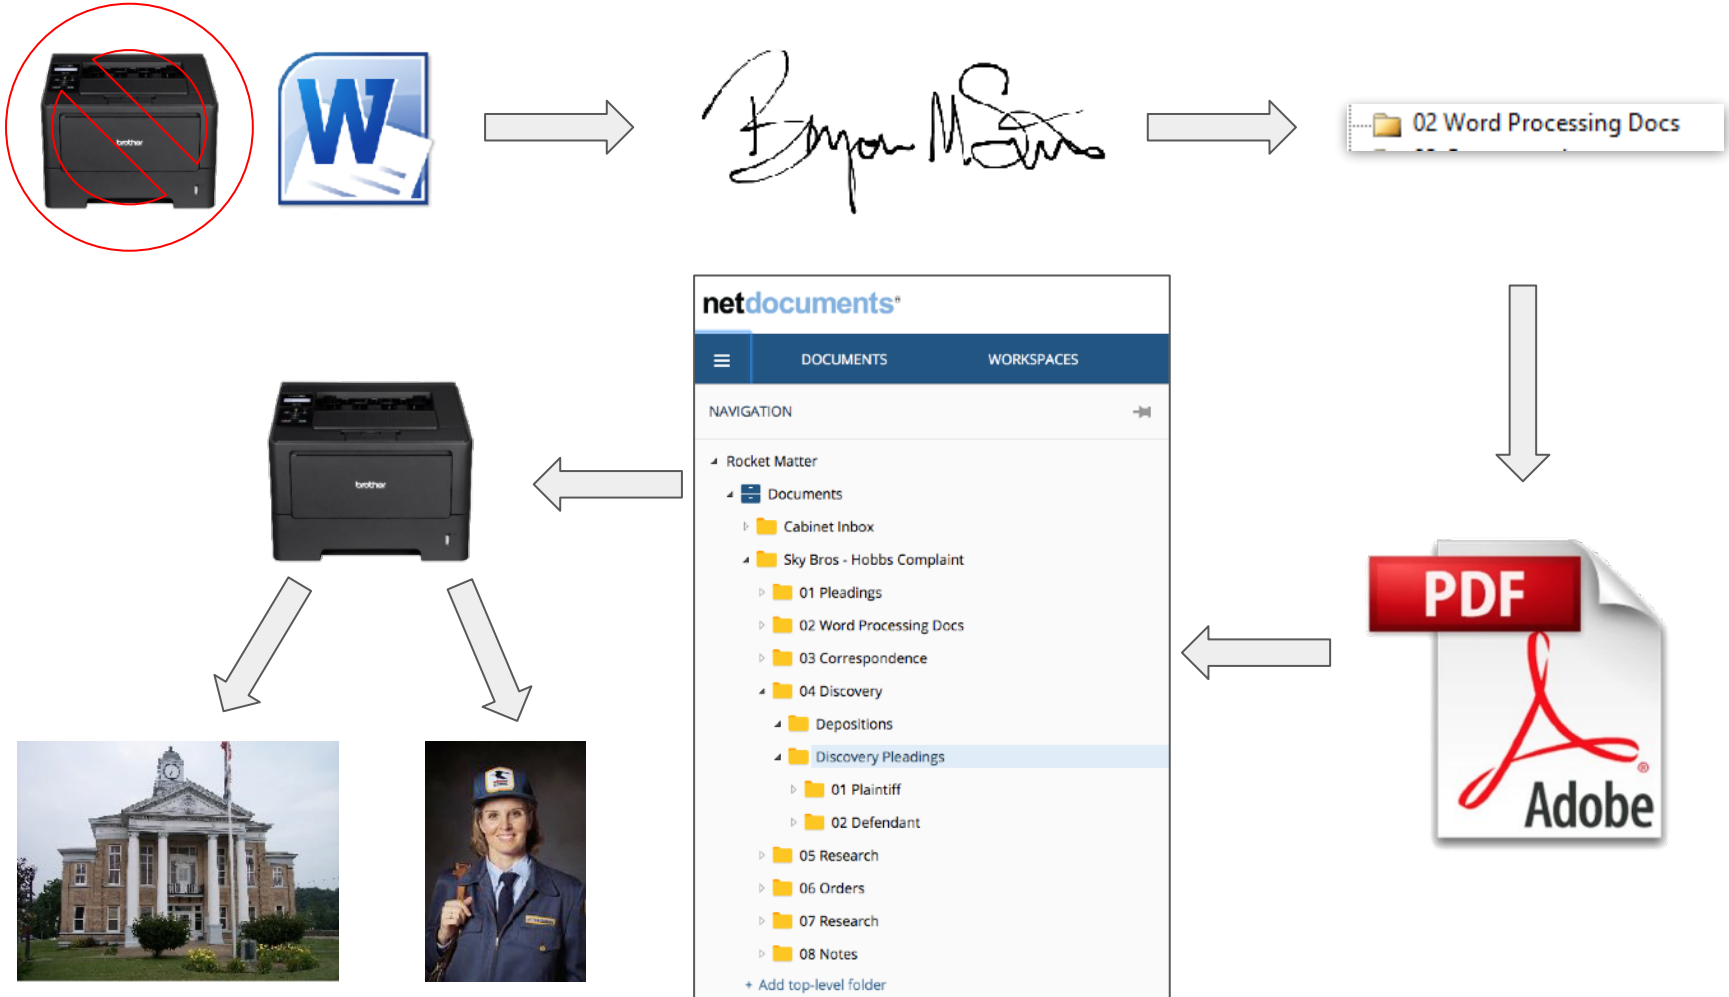 brother
W
Bryan M. Sims
02 Word Processing Docs
netdocuments®
DOCUMENTS
WORKSPACES
NAVIGATION
Rocket Matter
Documents
Cabinet Inbox
Sky Bros - Hobbs Complaint
01 Pleadings
02 Word Processing Docs
03 Correspondence
04 Discovery
Depositions
Discovery Pleadings
01 Plaintiff
02 Defendant
05 Research
06 Orders
07 Research
08 Notes
+ Add top-level folder
brother
PDF
Adobe
®